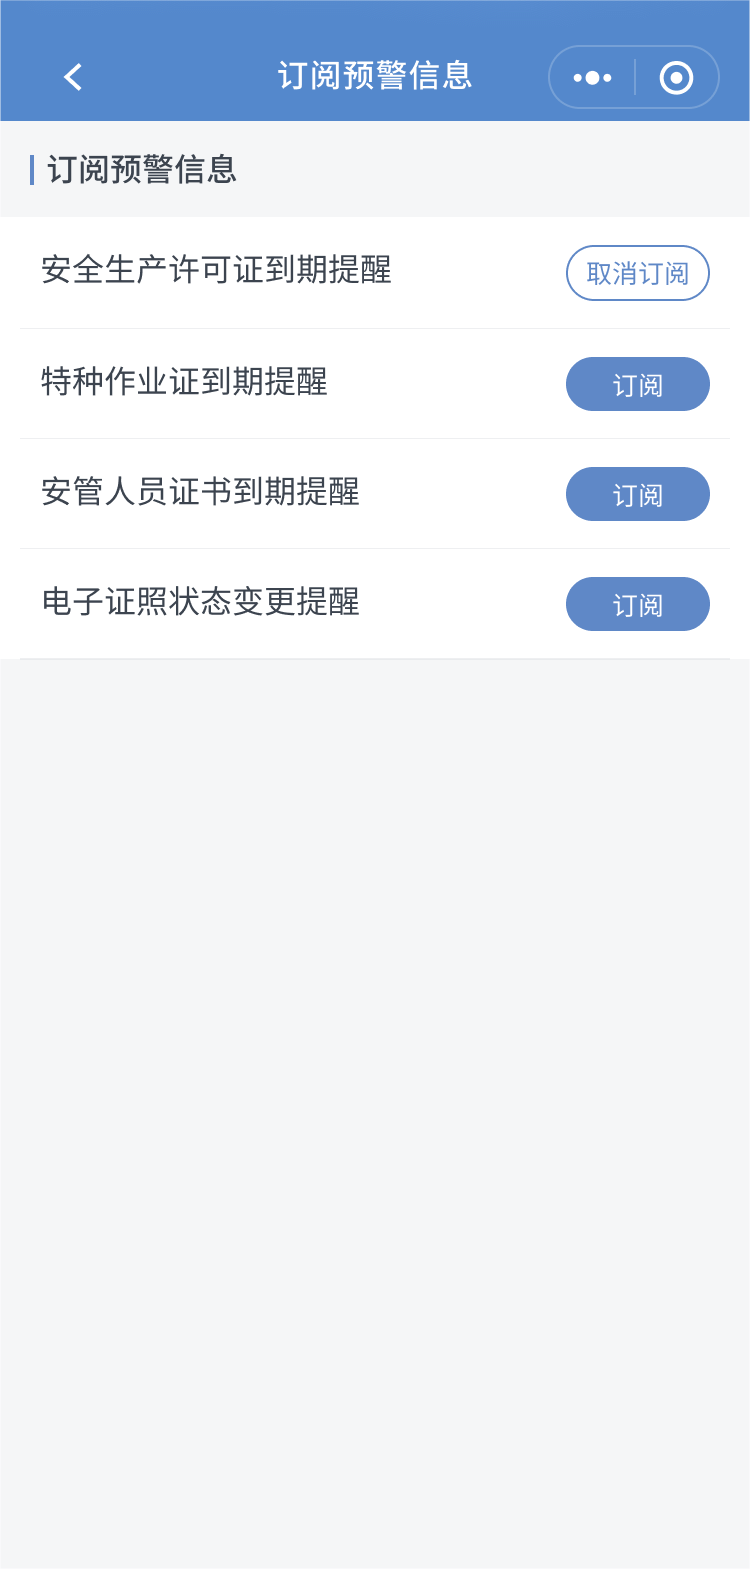 订阅预警信息
订阅预警信息
安全生产许可证到期提醒
取消订阅
特种作业证到期提醒
订阅
安管人员证书到期提醒
订阅
电子证照状态变更提醒
订阅